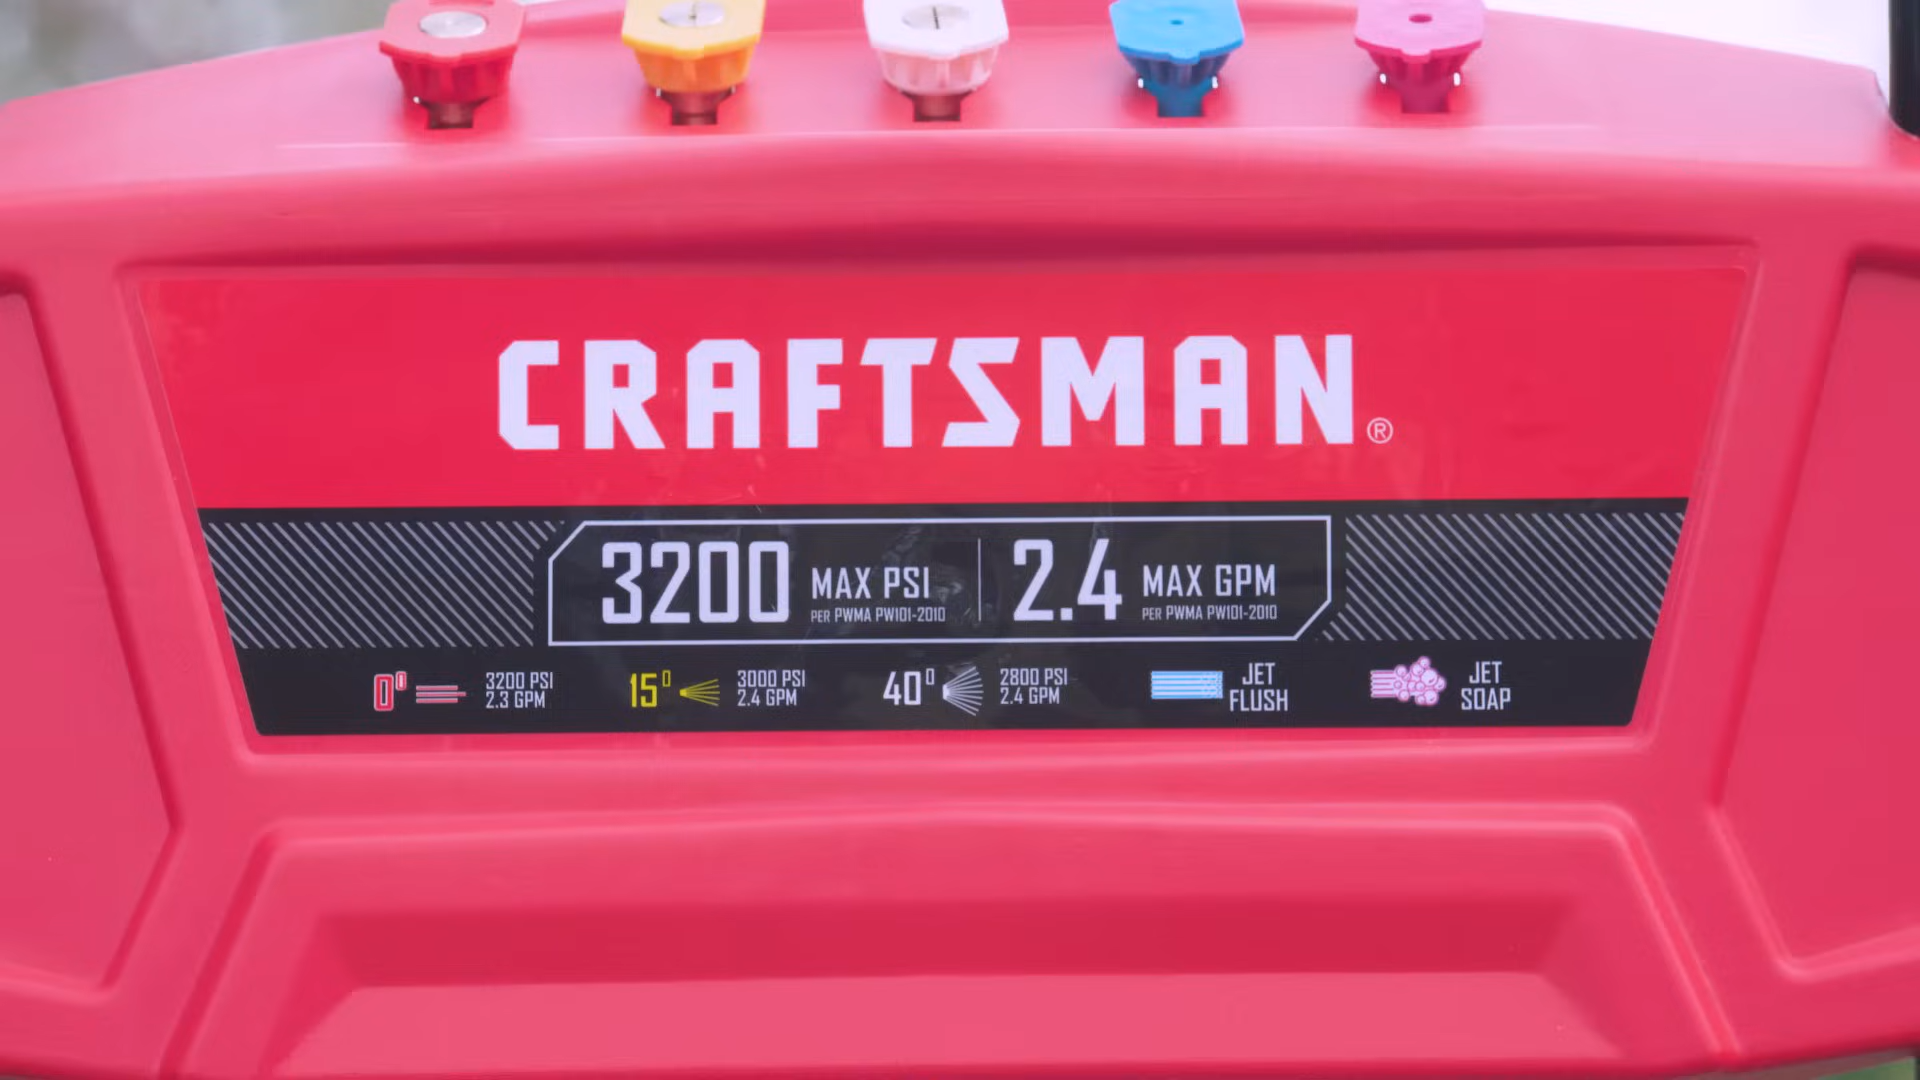 CRAFTSMAN®
3200 MAX PSI
PER PWMA PW101-2010
2.4 MAX GPM
PER PWMA PW101-2010
0°
3200 PSI
2.3 GPM
15°
3000 PSI
2.4 GPM
40°
2800 PSI
2.4 GPM
JET
FLUSH
JET
SOAP